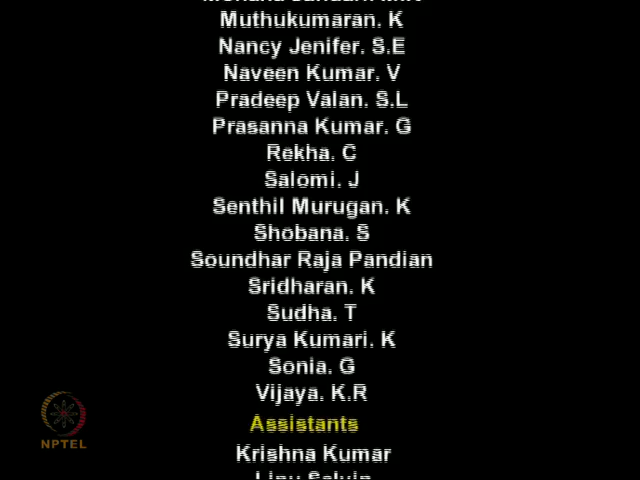 Muthukumaran. K
Nancy Jenifer. S.E
Naveen Kumar. V
Pradeep Valan. S.L
Prasanna Kumar. G
Rekha. C
Salomi. J
Senthil Murugan. K
Shobana. S
Soundhar Raja Pandian
Sridharan. K
Sudha. T
Surya Kumari. K
Sonia. G
Vijaya. K.R
Assistants
Krishna Kumar
NPTEL